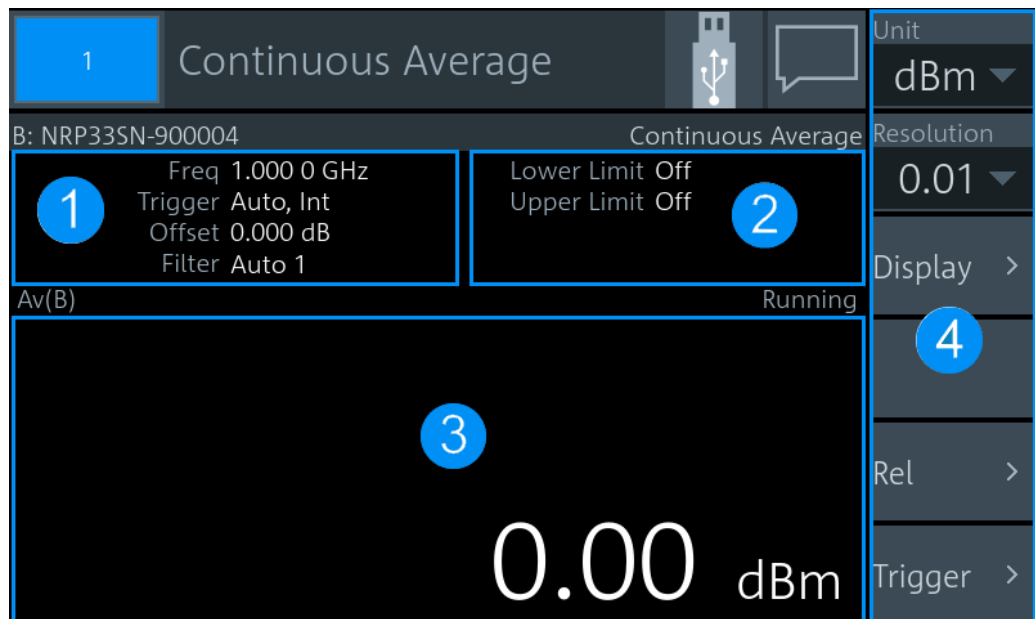 1
Continuous Average
B: NRP33SN-900004
Continuous Average
1
Freq 1.000 0 GHz
Trigger Auto, Int
Offset 0.000 dB
Filter Auto 1
Lower Limit Off
Upper Limit Off
2
Av(B)
Running
3
0.00 dBm
Unit
dBm
Resolution
0.01
Display >
4
Rel >
Trigger >